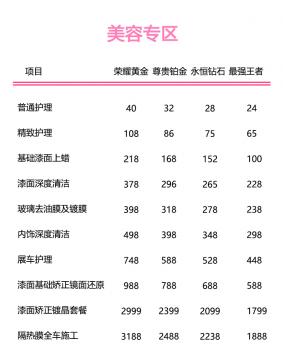 美容专区
项目 荣耀黄金 尊贵铂金 永恒钻石 最强王者
普通护理 40 32 28 24
精致护理 108 86 75 65
基础漆面上蜡 218 168 152 100
漆面深度清洁 378 296 265 228
玻璃去油膜及镀膜 398 318 278 238
内饰深度清洁 498 398 348 298
展车护理 748 588 528 448
漆面基础矫正镜面还原 988 788 688 588
漆面矫正镀晶套餐 2999 2399 2099 1799
隔热膜全车施工 3188 2488 2238 1888